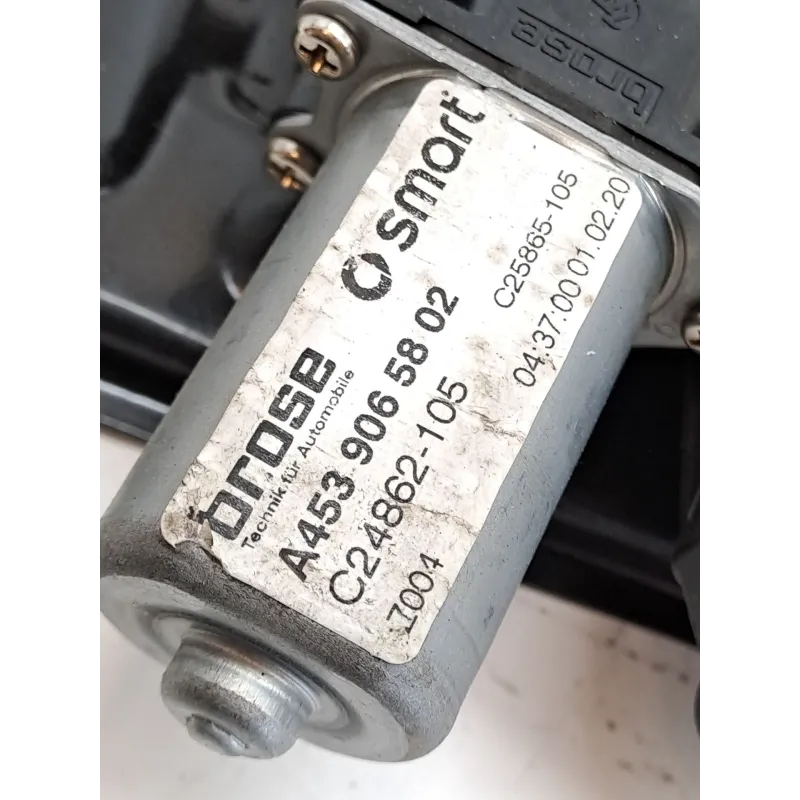 brose
smart
brose
Technik für Automobile
A453 906 58 02
C24862-105
C25865-105
04:37:00 01.02.20